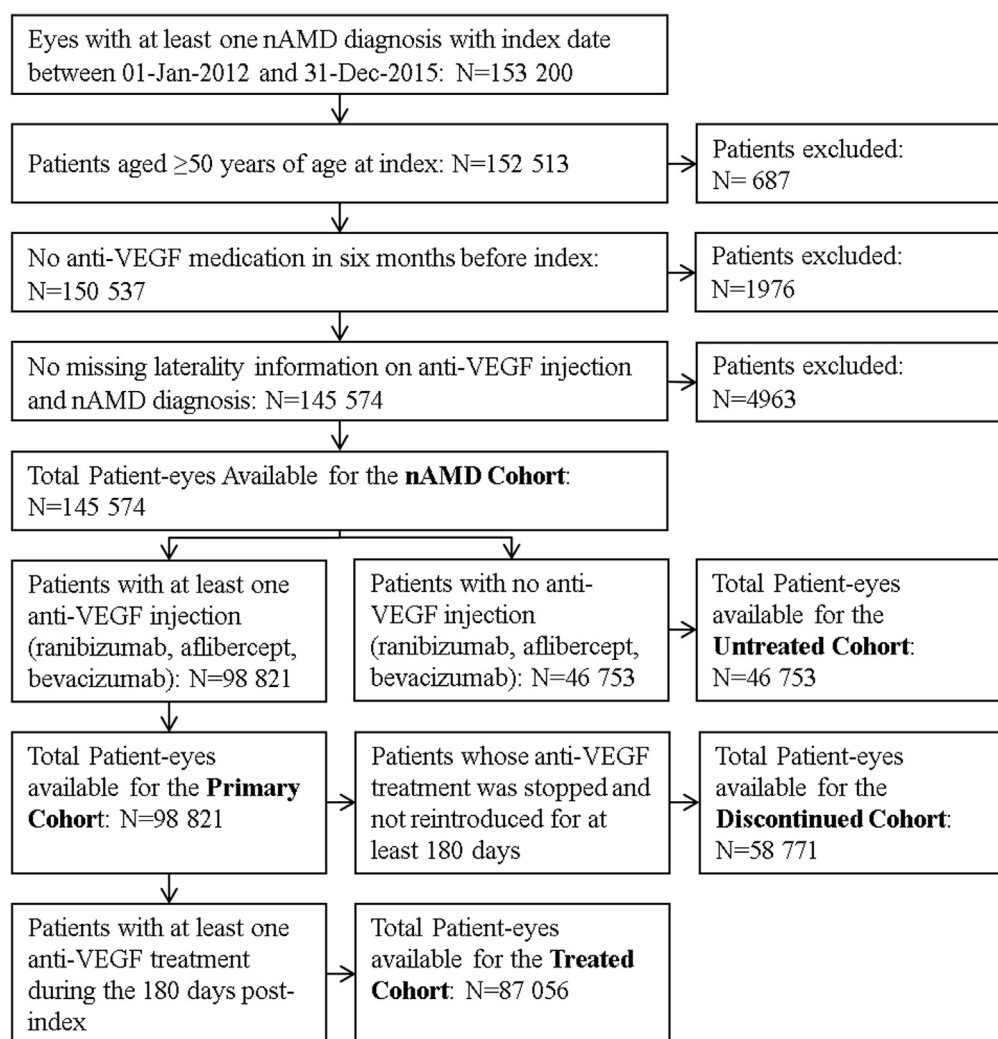 Eyes with at least one nAMD diagnosis with index date
between 01-Jan-2012 and 31-Dec-2015: N=153 200
Patients aged ≥50 years of age at index: N=152 513
Patients excluded:
N= 687
No anti-VEGF medication in six months before index:
N=150 537
Patients excluded:
N=1976
No missing laterality information on anti-VEGF injection
and nAMD diagnosis: N=145 574
Patients excluded:
N=4963
Total Patient-eyes Available for the nAMD Cohort:
N=145 574
Patients with at least one
anti-VEGF injection
(ranibizumab, aflibercept,
bevacizumab): N=98 821
Patients with no anti-
VEGF injection
(ranibizumab, aflibercept,
bevacizumab): N=46 753
Total Patient-eyes
available for the
Untreated Cohort:
N=46 753
Total Patient-eyes
available for the Primary
Cohort: N=98 821
Patients whose anti-VEGF
treatment was stopped and
not reintroduced for at
least 180 days
Total Patient-eyes
available for the
Discontinued Cohort:
N=58 771
Patients with at least one
anti-VEGF treatment
during the 180 days post-
index
Total Patient-eyes
available for the Treated
Cohort: N=87 056